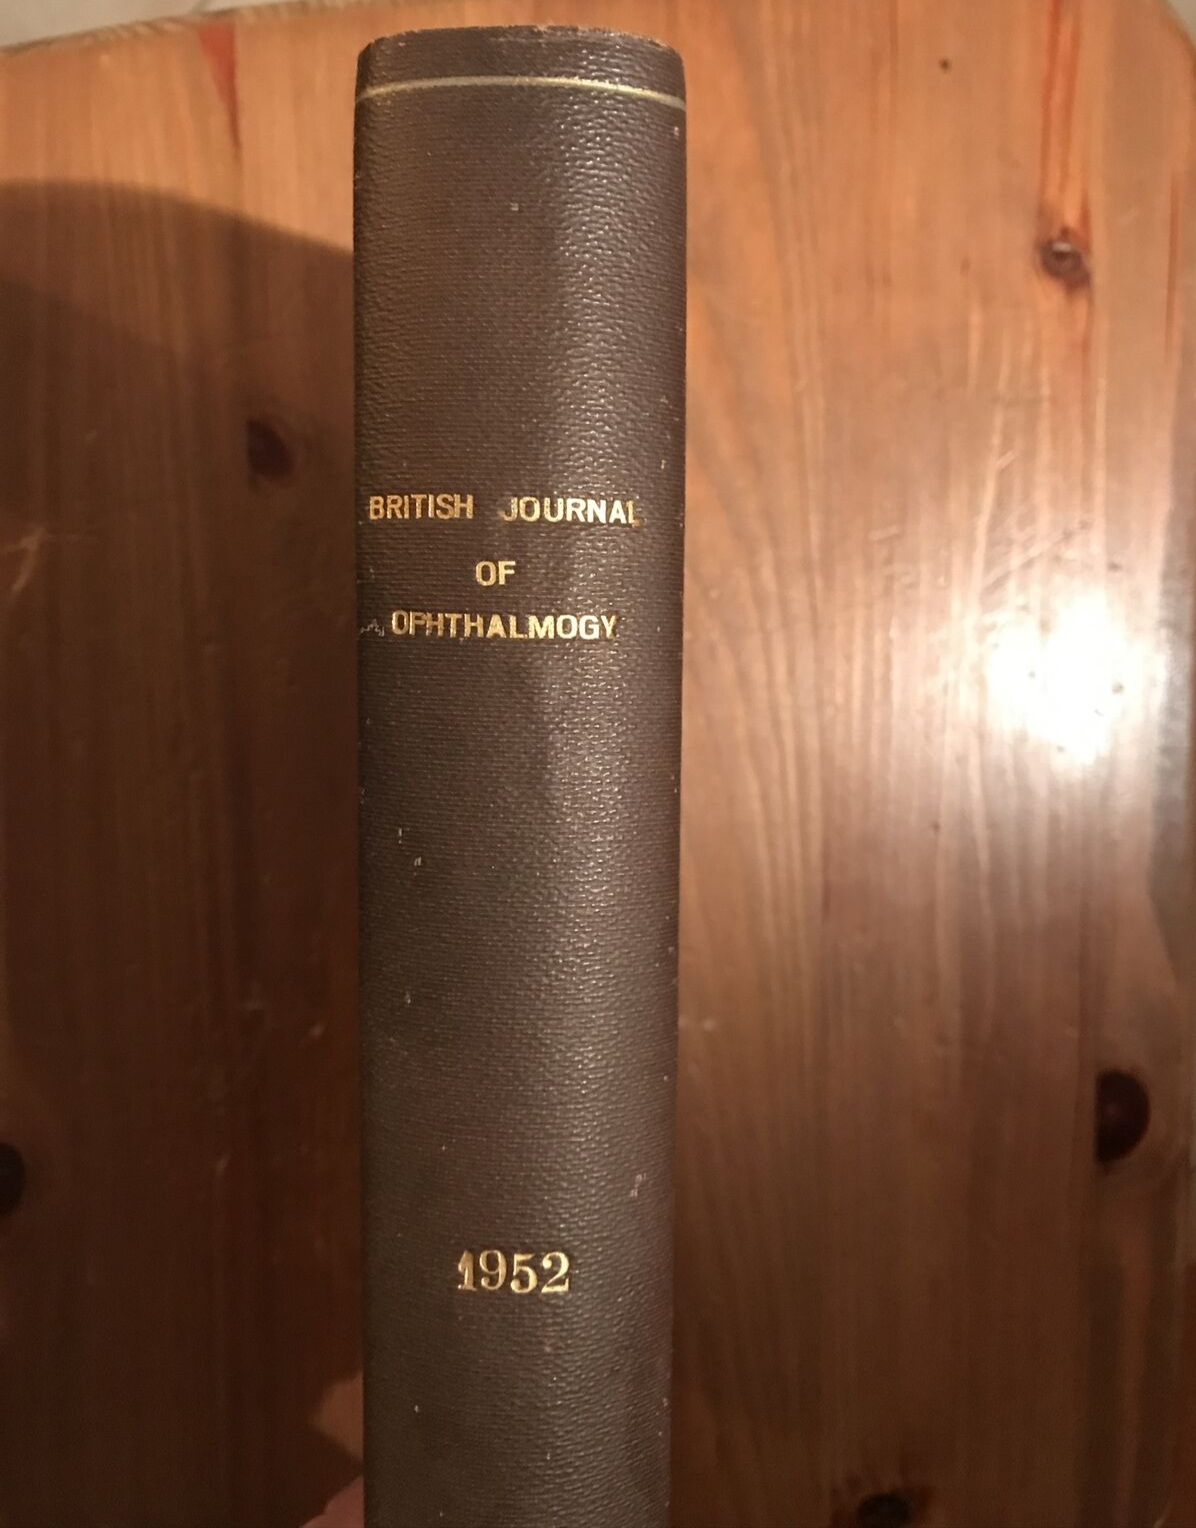 BRITISH JOURNAL
OF
OPHTHALMOGY
1952